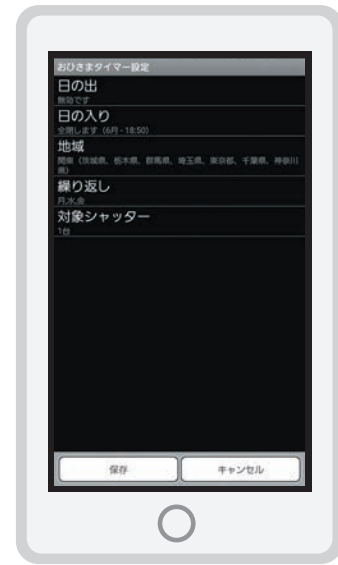 おひさまタイマー設定
日の出
無効です
日の入り
全閉します（6月 - 18:50）
地域
関東（茨城県、栃木県、群馬県、埼玉県、東京都、千葉県、神奈川
県）
繰り返し
月,水,金
対象シャッター
1台
保存
キャンセル